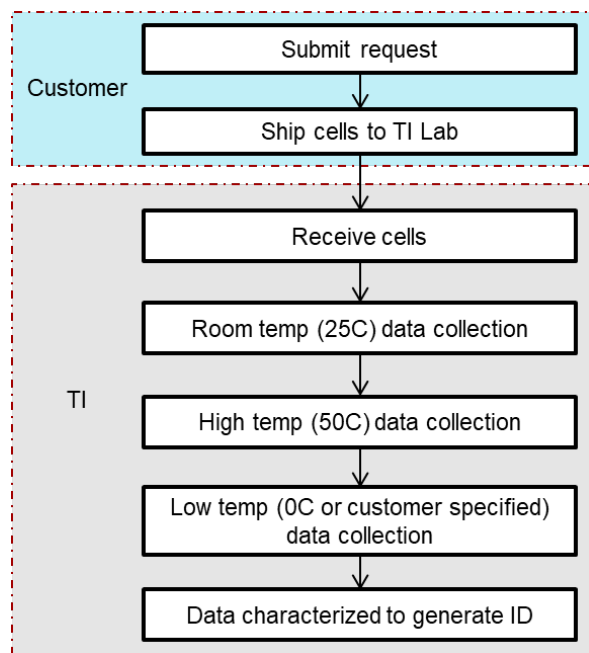 Customer
Submit request
Ship cells to TI Lab
TI
Receive cells
Room temp (25C) data collection
High temp (50C) data collection
Low temp (0C or customer specified)
data collection
Data characterized to generate ID